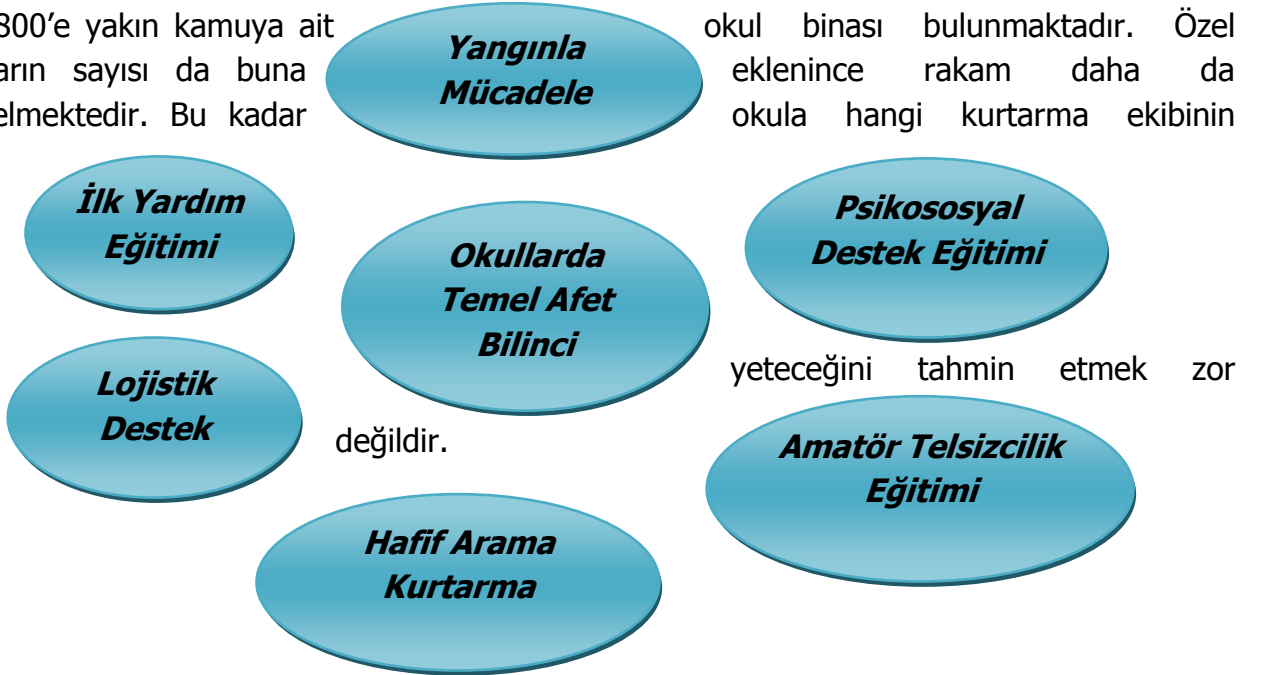 800’e yakın kamuya ait okul binası bulunmaktadır. Özel
sayısı da buna eklenince rakam daha da
Bu kadar okula hangi kurtarma ekibinin
yeteceğini tahmin etmek zor
değildir.
Yangınla
Mücadele
İlk Yardım
Eğitimi
Okullarda
Temel Afet
Bilinci
Psikososyal
Destek Eğitimi
Lojistik
Destek
Amatör Telsizcilik
Eğitimi
Hafif Arama
Kurtarma